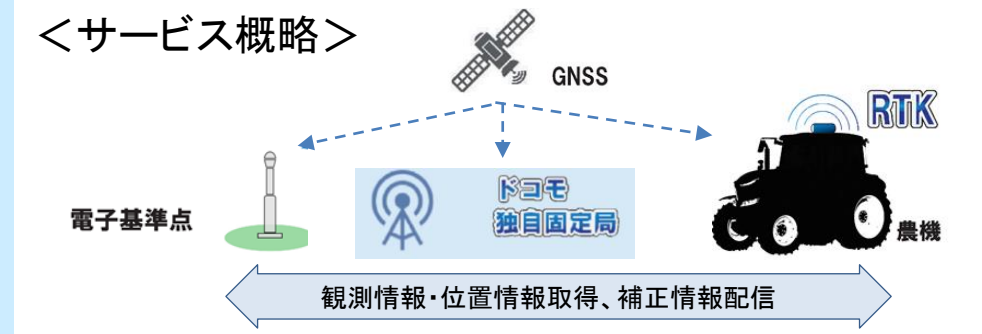 ＜サービス概略＞
GNSS
RTK
電子基準点
ドコモ
独自固定局
農機
観測情報・位置情報取得、補正情報配信